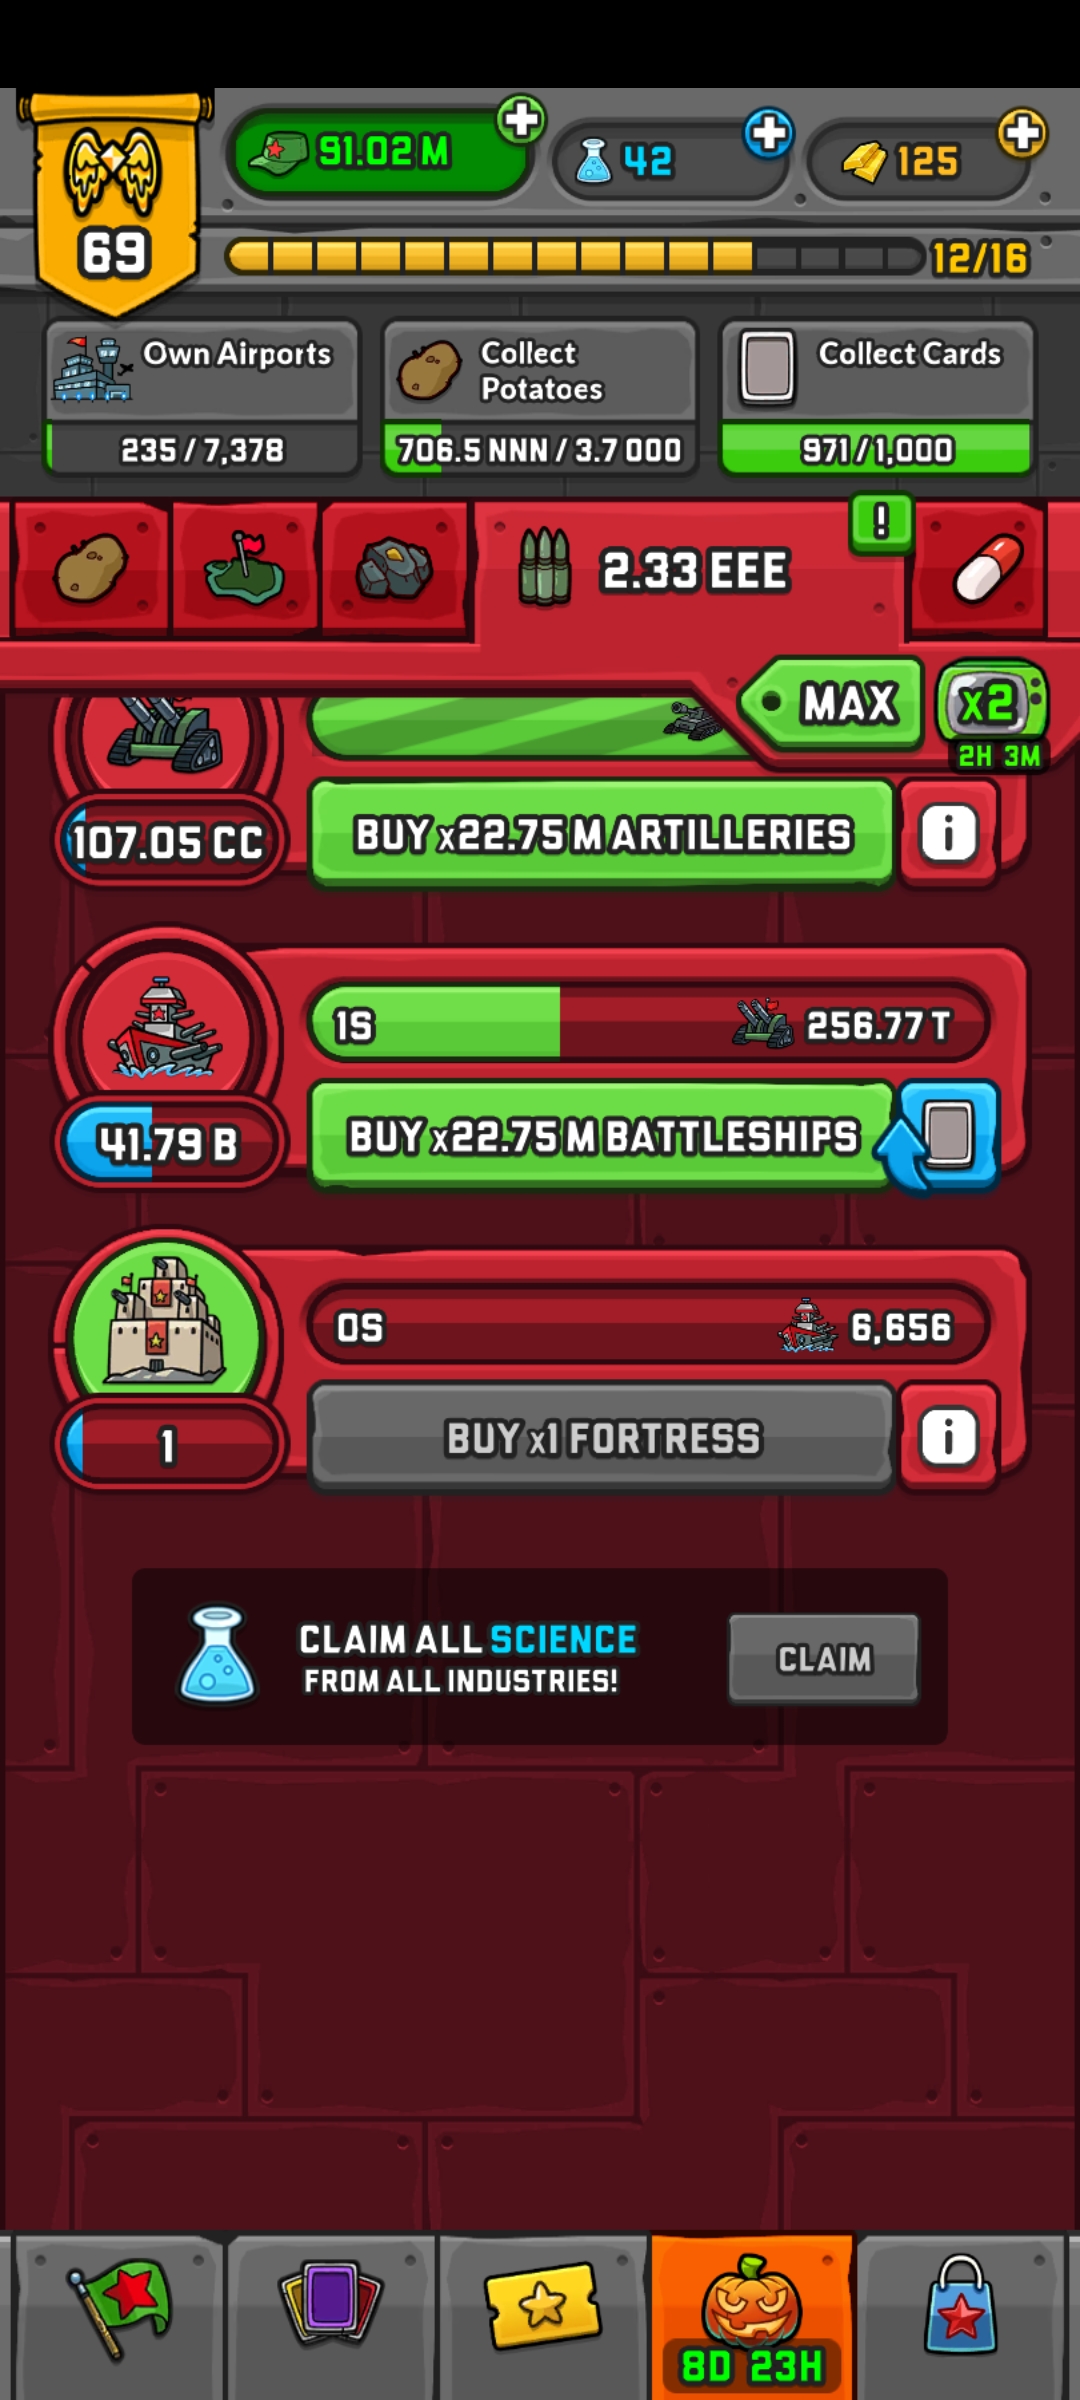 91.02 M
42
125
69
12/16
Own Airports
235 / 7,378
Collect
Potatoes
706.5 NNN / 3.7 OOO
Collect Cards
971 / 1,000
2.33 EEE
!
MAX
x2
2H 3M
107.05 CC
BUY x22.75 M ARTILLERIES
i
1S
256.77 T
41.79 B
BUY x22.75 M BATTLESHIPS
0S
6,656
1
BUY x1 FORTRESS
i
CLAIM ALL SCIENCE
FROM ALL INDUSTRIES!
CLAIM
8D 23H